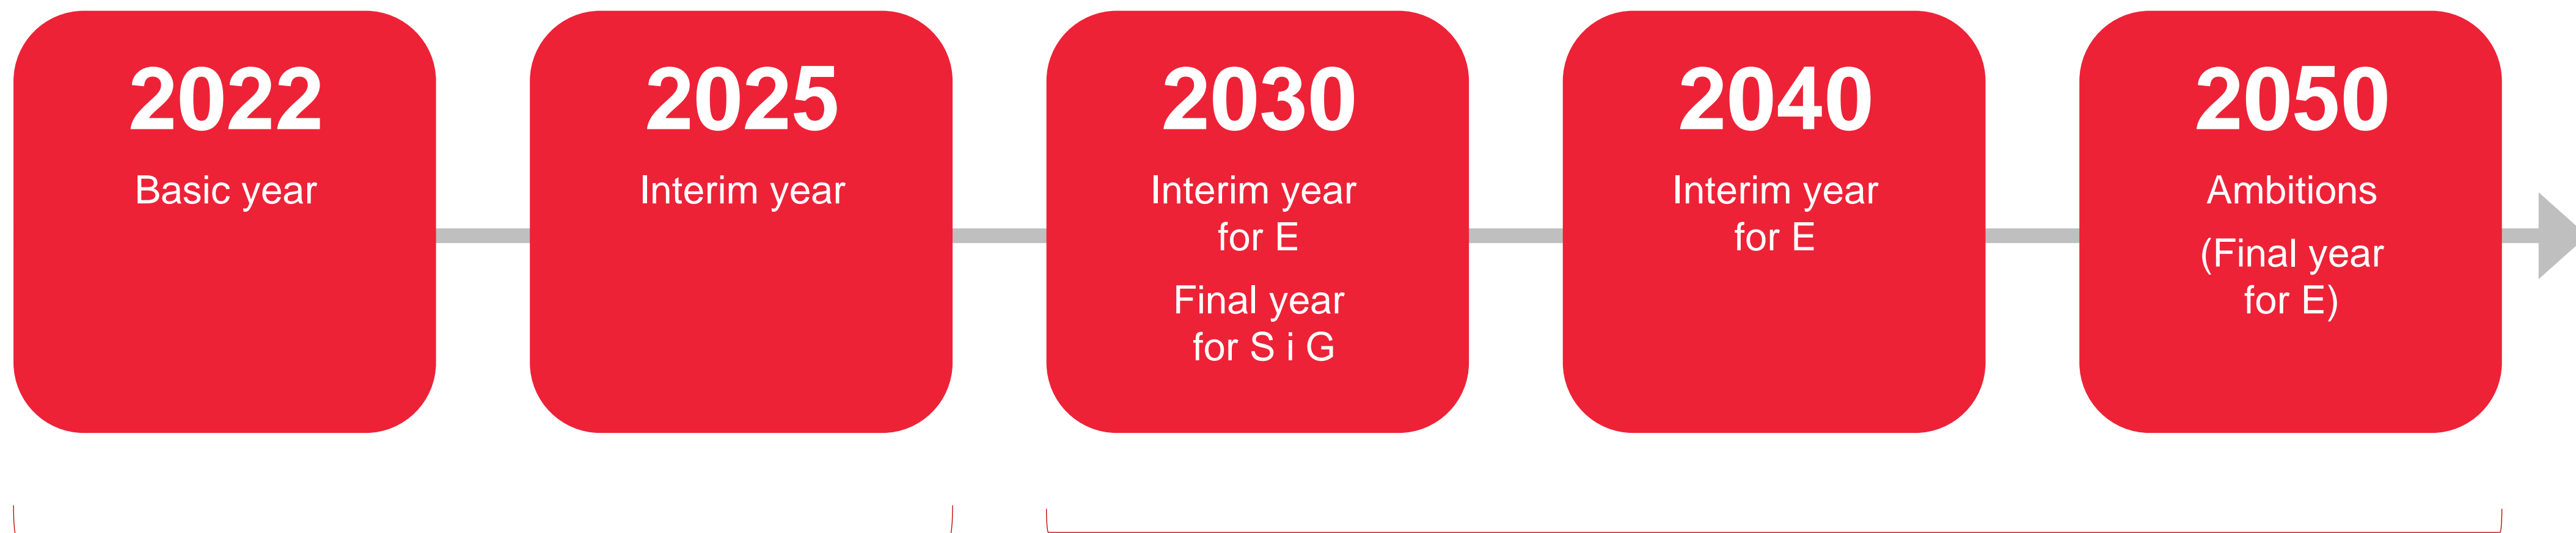 2022
Basic year
2025
Interim year
2030
Interim year
for E
Final year
for S i G
2040
Interim year
for E
2050
Ambitions
(Final year
for E)